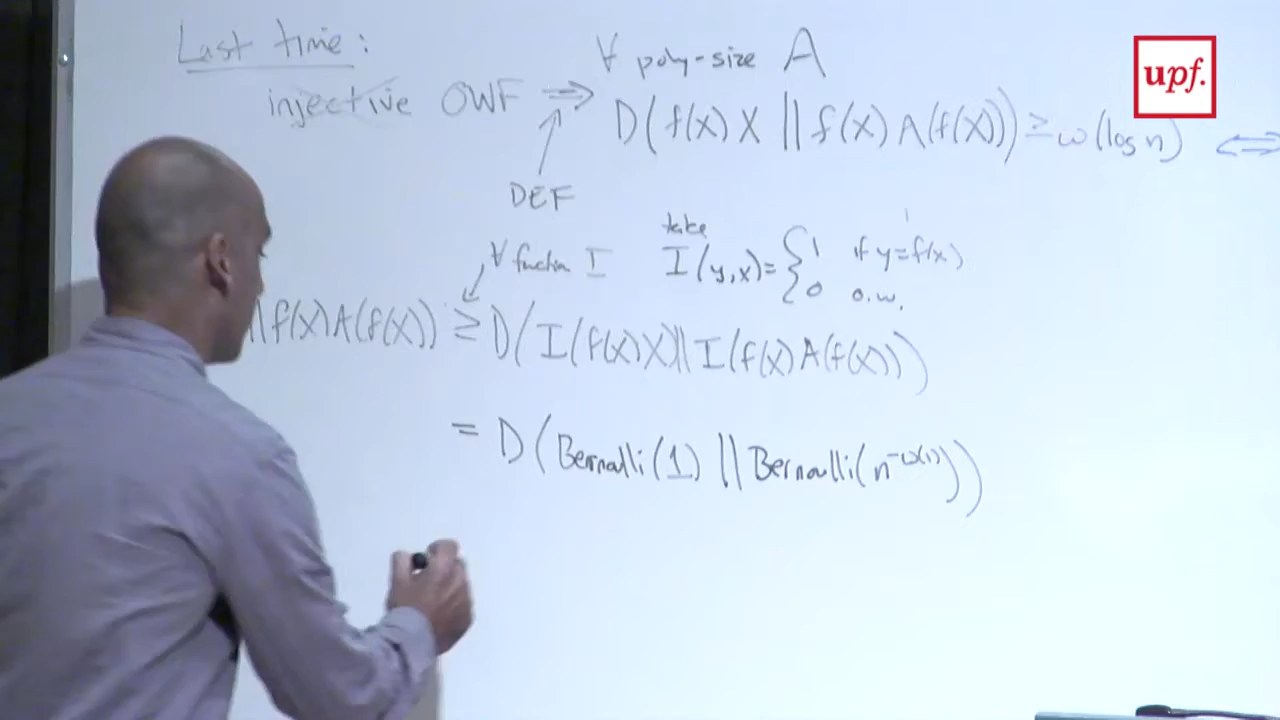 Last time:
∀ poly-size A
injective OWF ⇒
D(f(X) X || f(X) A(f(X))) ≥ ω(log n) ⇔
DEF
take
∀ function I
I(y,x) = { 1 if y=f(x)
0 o.w.
f(X) A(f(X)) ≥ D(I(f(X)X) || I(f(X) A(f(X))))
= D(Bernoulli(1) || Bernoulli(n^-ω(1)))
upf.